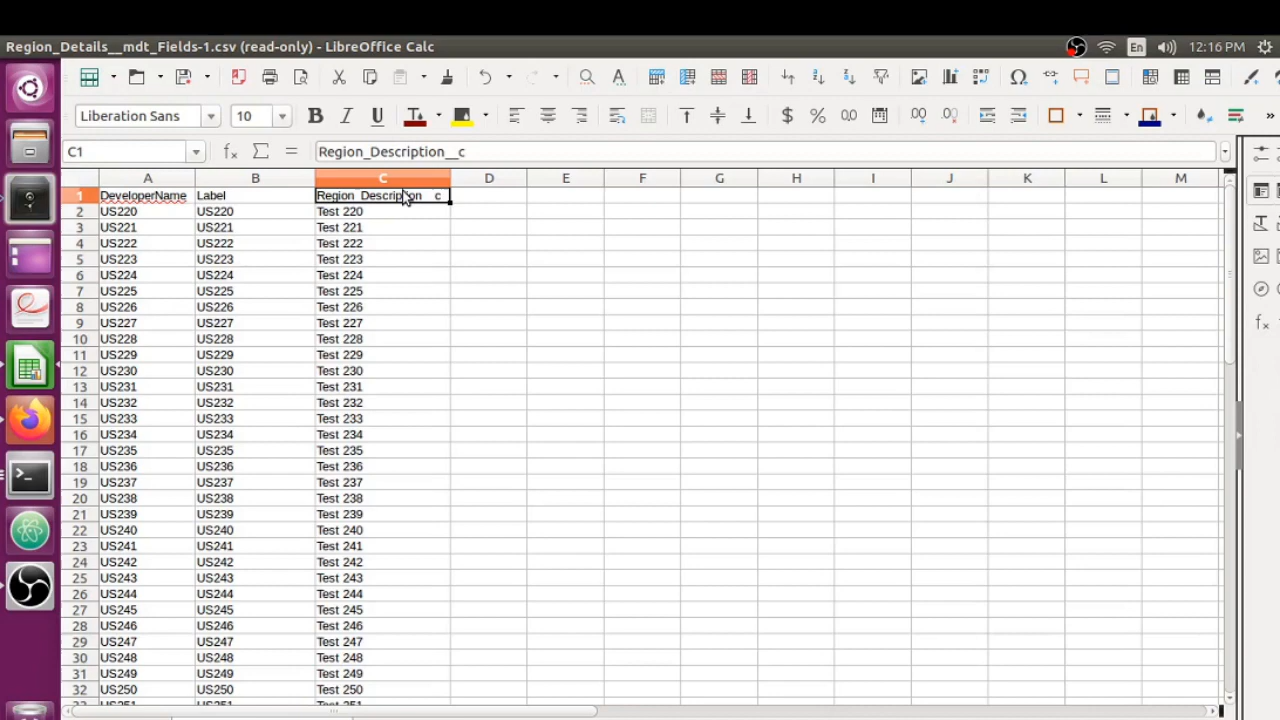 Region_Details__mdt_Fields-1.csv (read-only) - LibreOffice Calc
En
12:16 PM
Liberation Sans
10
C1
Region_Description__c
A B C D E F G H I J K L M
1 DeveloperName Label Region_Description__c
2 US220 US220 Test 220
3 US221 US221 Test 221
4 US222 US222 Test 222
5 US223 US223 Test 223
6 US224 US224 Test 224
7 US225 US225 Test 225
8 US226 US226 Test 226
9 US227 US227 Test 227
10 US228 US228 Test 228
11 US229 US229 Test 229
12 US230 US230 Test 230
13 US231 US231 Test 231
14 US232 US232 Test 232
15 US233 US233 Test 233
16 US234 US234 Test 234
17 US235 US235 Test 235
18 US236 US236 Test 236
19 US237 US237 Test 237
20 US238 US238 Test 238
21 US239 US239 Test 239
22 US240 US240 Test 240
23 US241 US241 Test 241
24 US242 US242 Test 242
25 US243 US243 Test 243
26 US244 US244 Test 244
27 US245 US245 Test 245
28 US246 US246 Test 246
29 US247 US247 Test 247
30 US248 US248 Test 248
31 US249 US249 Test 249
32 US250 US250 Test 250